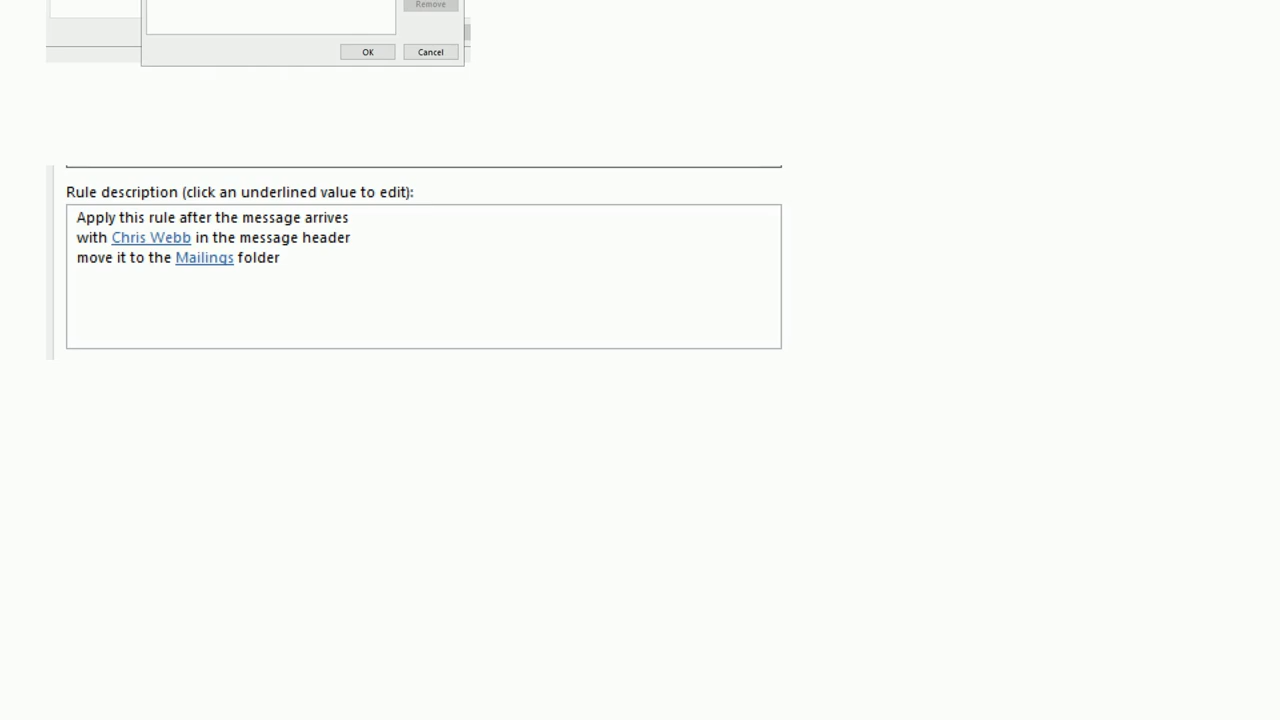 Remove
OK
Cancel
Rule description (click an underlined value to edit):
Apply this rule after the message arrives
with Chris Webb in the message header
move it to the Mailings folder